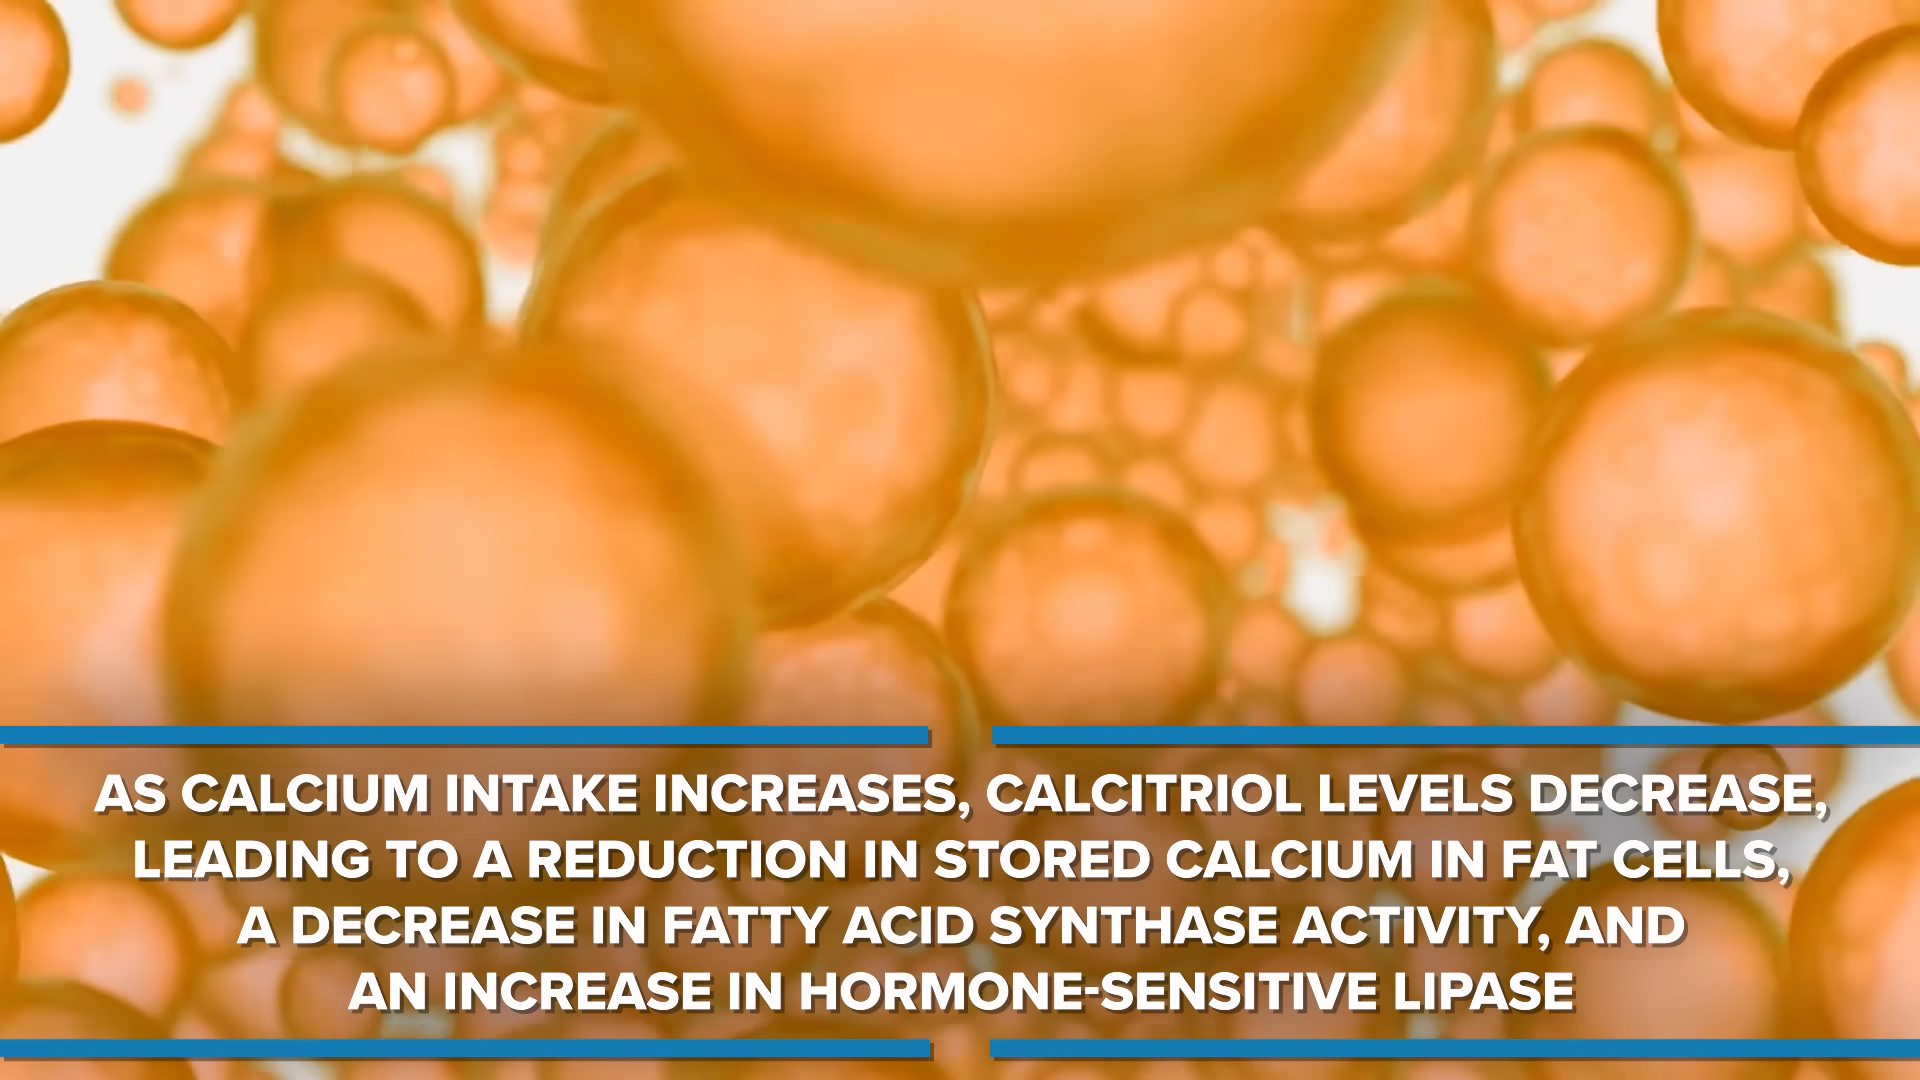 AS CALCIUM INTAKE INCREASES, CALCITRIOL LEVELS DECREASE,
LEADING TO A REDUCTION IN STORED CALCIUM IN FAT CELLS,
A DECREASE IN FATTY ACID SYNTHASE ACTIVITY, AND
AN INCREASE IN HORMONE-SENSITIVE LIPASE